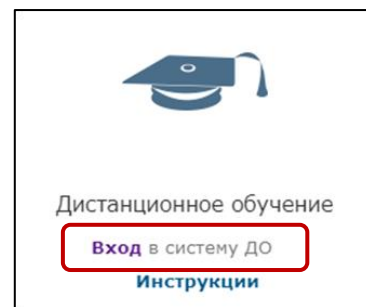 Дистанционное обучение
Вход в систему ДО
Инструкции